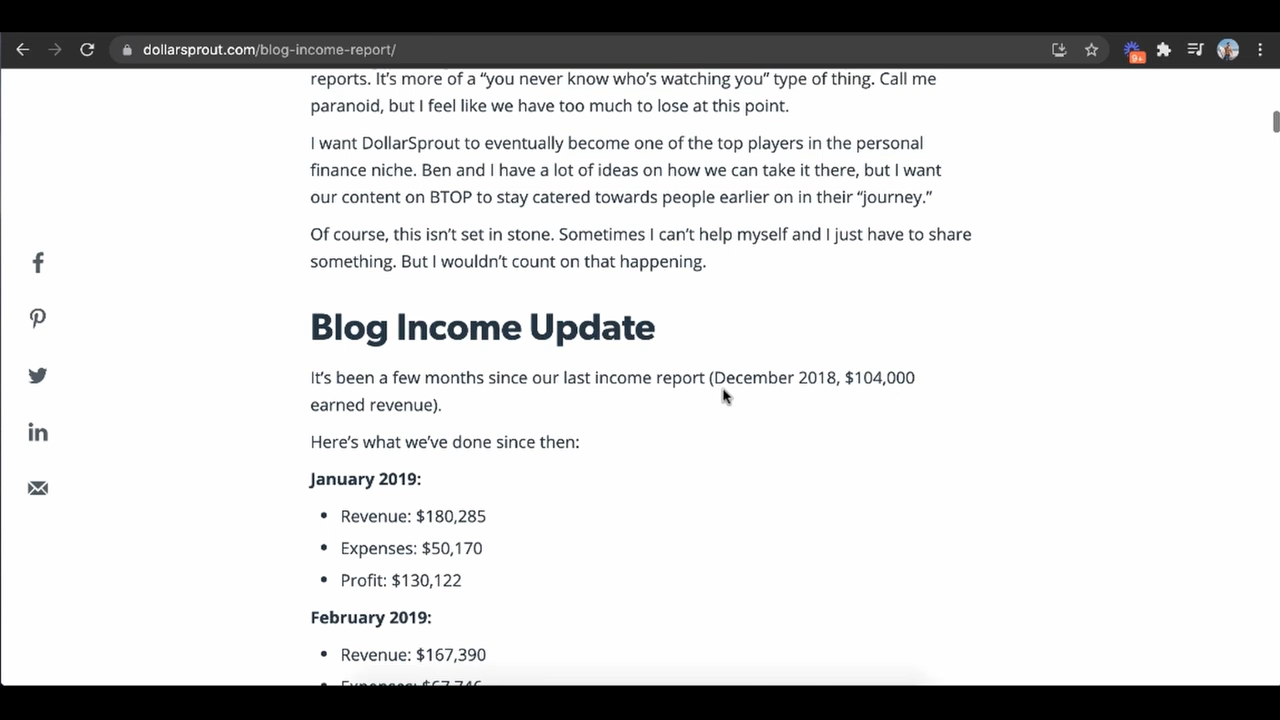 dollarsprout.com/blog-income-report/
9+
reports. It’s more of a “you never know who’s watching you” type of thing. Call me
paranoid, but I feel like we have too much to lose at this point.
I want DollarSprout to eventually become one of the top players in the personal
finance niche. Ben and I have a lot of ideas on how we can take it there, but I want
our content on BTOP to stay catered towards people earlier on in their “journey.”
Of course, this isn’t set in stone. Sometimes I can’t help myself and I just have to share
something. But I wouldn’t count on that happening.
Blog Income Update
It’s been a few months since our last income report (December 2018, $104,000
earned revenue).
Here’s what we’ve done since then:
January 2019:
• Revenue: $180,285
• Expenses: $50,170
• Profit: $130,122
February 2019:
• Revenue: $167,390